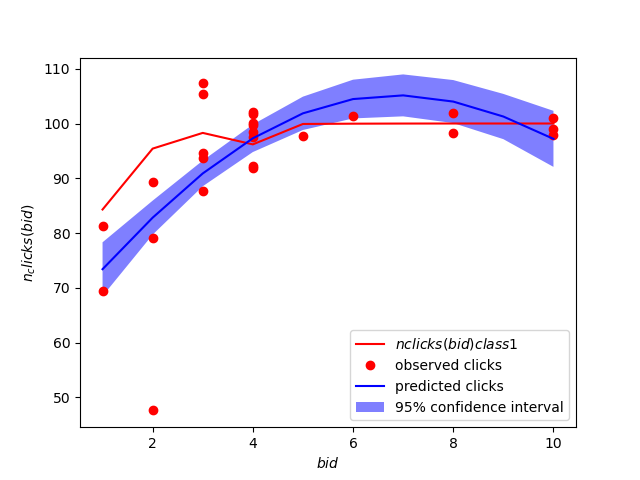 110
100
90
80
70
60
50
n_clicks(bid)
nclicks(bid)class1
observed clicks
predicted clicks
95% confidence interval
2 4 6 8 10
bid